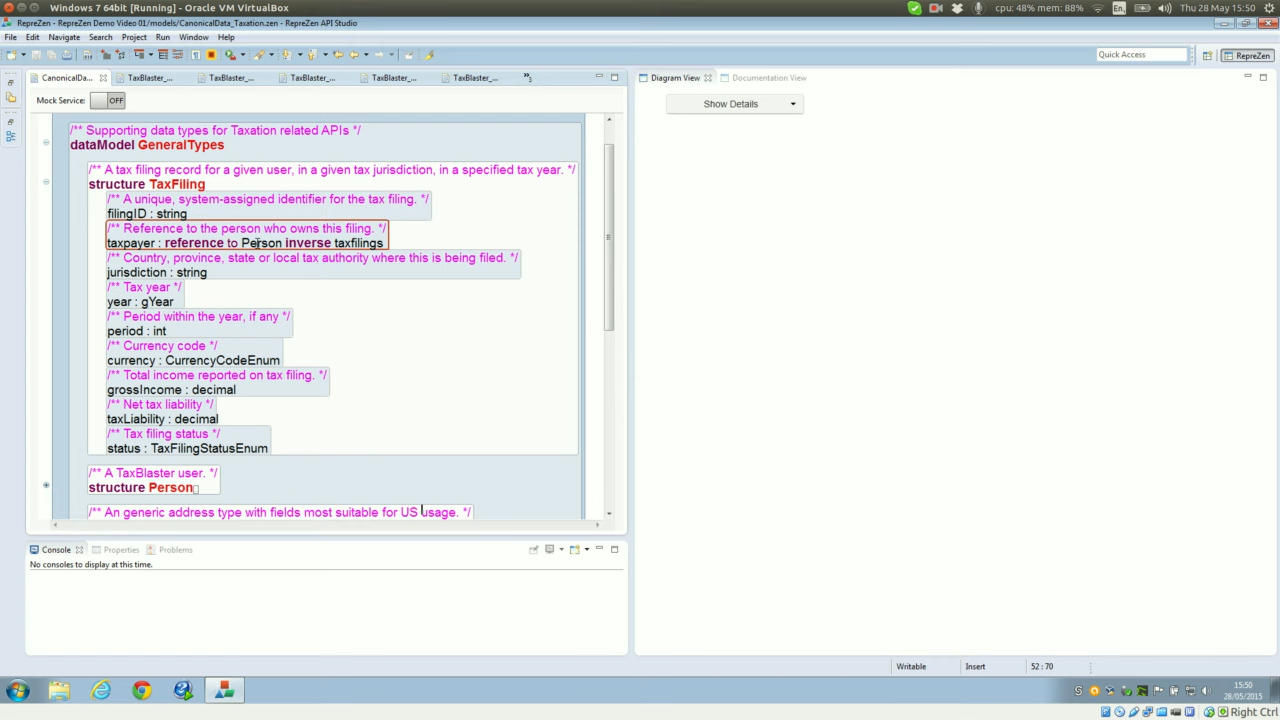 Windows 7 [Running] - Oracle VM VirtualBox
En
cpu: 48% mem: 88%
Thu 28 May 15:50
RepreZen - RepreZen Demo Video 01/models/CanonicalData_Taxation.zen - RepreZen API Studio
File Edit Navigate Search Project Run Window Help
Quick Access
RepreZen
CanonicalDa...
TaxBlaster_...
TaxBlaster_...
TaxBlaster_...
TaxBlaster_...
TaxBlaster_...
Mock Service: OFF
/** Supporting data types for Taxation related APIs */
dataModel GeneralTypes
/** A tax filing record for a given user, in a given tax jurisdiction, in a specified tax year. */
structure TaxFiling
/** A unique, system-assigned identifier for the tax filing. */
filingID : string
/** Reference to the person who owns this filing. */
taxpayer : reference to Person inverse taxfilings
/** Country, province, state or local tax authority where this is being filed. */
jurisdiction : string
/** Tax year */
year : gYear
/** Period within the year, if any */
period : int
/** Currency code */
currency : CurrencyCodeEnum
/** Total income reported on tax filing. */
grossIncome : decimal
/** Net tax liability */
taxLiability : decimal
/** Tax filing status */
status : TaxFilingStatusEnum
/** A TaxBlaster user. */
structure Person
/** An generic address type with fields most suitable for US usage. */
Console
Properties
Problems
No consoles to display at this time.
Diagram View
Documentation View
Show Details
Writable
Insert
52 : 70
15:50
28/05/2015
Right Ctrl